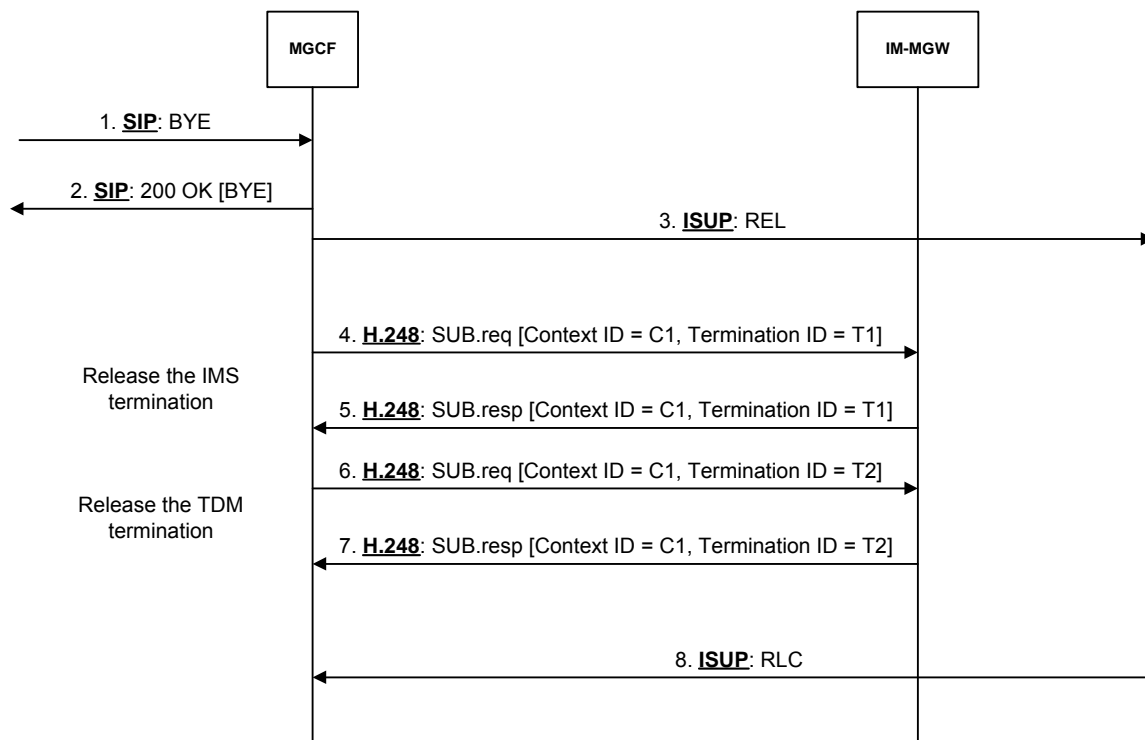 MGCF
IM-MGW
1. SIP: BYE
2. SIP: 200 OK [BYE]
3. ISUP: REL
4. H.248: SUB.req [Context ID = C1, Termination ID = T1]
Release the IMS
termination
5. H.248: SUB.resp [Context ID = C1, Termination ID = T1]
6. H.248: SUB.req [Context ID = C1, Termination ID = T2]
Release the TDM
termination
7. H.248: SUB.resp [Context ID = C1, Termination ID = T2]
8. ISUP: RLC